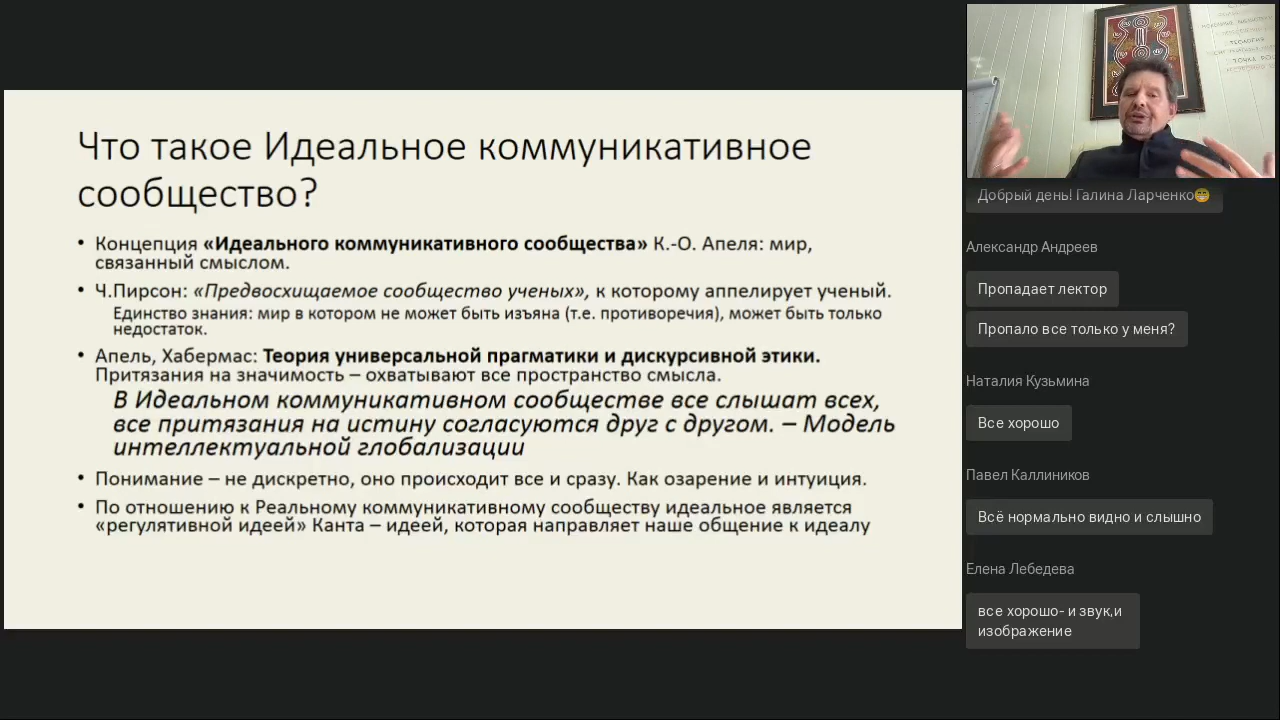 Что такое Идеальное коммуникативное
сообщество?
• Концепция «Идеального коммуникативного сообщества» К.-О. Апеля: мир,
связанный смыслом.
• Ч.Пирсон: «Предвосхищаемое сообщество ученых», к которому аппелирует ученый.
Единство знания: мир в котором не может быть изъяна (т.е. противоречия), может быть только
недостаток.
• Апель, Хабермас: Теория универсальной прагматики и дискурсивной этики.
Притязания на значимость – охватывают все пространство смысла.
В Идеальном коммуникативном сообществе все слышат всех,
все притязания на истину согласуются друг с другом. – Модель
интеллектуальной глобализации
• Понимание – не дискретно, оно происходит все и сразу. Как озарение и интуиция.
• По отношению к Реальному коммуникативному сообществу идеальное является
«регулятивной идеей» Канта – идеей, которая направляет наше общение к идеалу
ТЕОЛОГИЯ
Добрый день! Галина Ларченко😁
Александр Андреев
Пропадает лектор
Пропало все только у меня?
Наталия Кузьмина
Все хорошо
Павел Каллиников
Всё нормально видно и слышно
Елена Лебедева
все хорошо- и звук,и
изображение